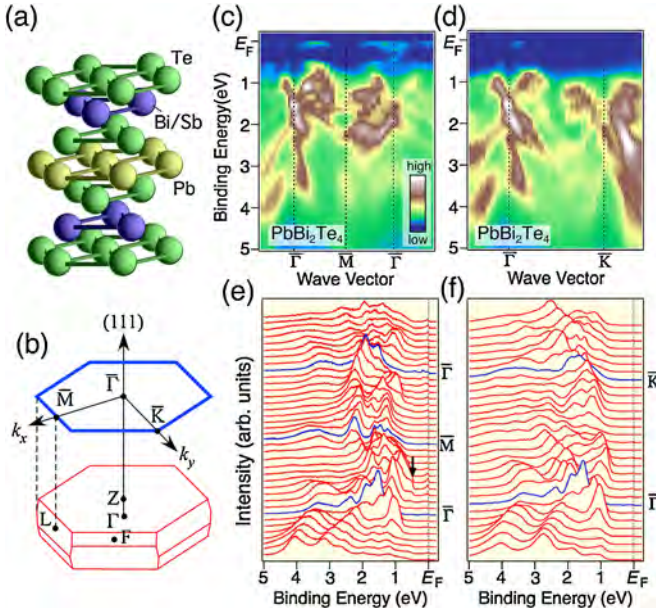 (a)
Te
Bi/Sb
Pb
(b)
(111)
M̅
Γ̅
K̅
kx
ky
Z
Γ
L
F
(c)
EF
1
2
3
4
5
Binding Energy(eV)
high
low
PbBi2Te4
Γ̅
M̅
Γ̅
Wave Vector
(d)
EF
1
2
3
4
5
PbBi2Te4
Γ̅
K̅
Wave Vector
(e)
Intensity (arb. units)
Γ̅
M̅
Γ̅
5
4
3
2
1
EF
Binding Energy (eV)
(f)
K̅
Γ̅
5
4
3
2
1
EF
Binding Energy (eV)